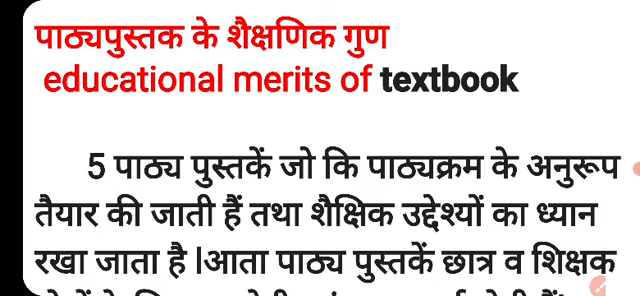 पाठ्यपुस्तक के शैक्षणिक गुण
educational merits of textbook
5 पाठ्य पुस्तकें जो कि पाठ्यक्रम के अनुरूप
तैयार की जाती हैं तथा शैक्षिक उद्देश्यों का ध्यान
रखा जाता है |आता पाठ्य पुस्तकें छात्र व शिक्षक